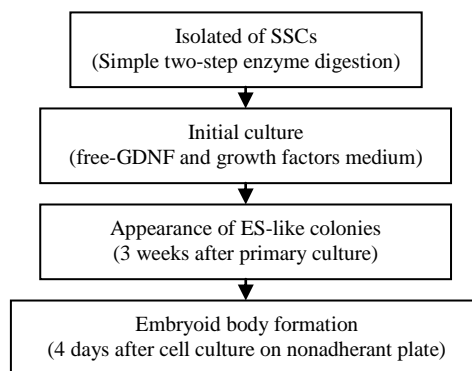 Isolated of SSCs
(Simple two-step enzyme digestion)
Initial culture
(free-GDNF and growth factors medium)
Appearance of ES-like colonies
(3 weeks after primary culture)
Embryoid body formation
(4 days after cell culture on nonadherant plate)